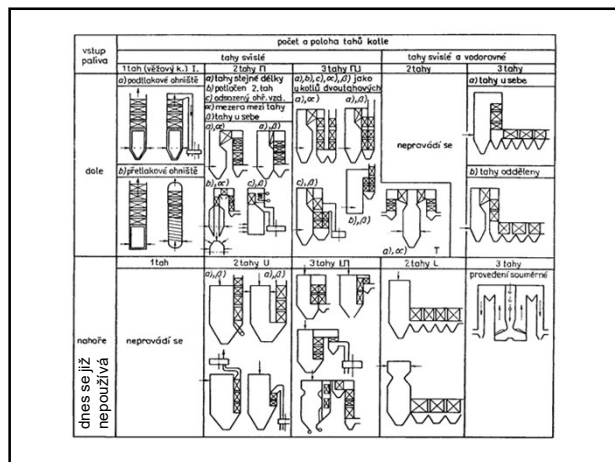 počet a poloha tahů kotle
vstup
paliva
tahy svislé
tahy svislé a vodorovné
1 tah (věžový k.) I.
2 tahy Π
3 tahy
2 tahy
3 tahy
a) podtlakové ohniště
a) tahy stejné délky
b) potlačen 2. tah
c) odsazený ohř. vzd.
α) mezera mezi tahy
β) tahy u sebe
a), b), c), α), β) jako
u kotlů dvoutahových
a) tahy u sebe
a), α)
a), β)
a), α)
a), β)
neprovádí se
dole
b) přetlakové ohniště
b), α)
c), β)
c), β)
b), β)
b) tahy odděleny
a), α)
T
1 tah
2 tahy U
3 tahy
2 tahy L
3 tahy
provedení souměrné
a), β)
a), β)
nahoře
neprovádí se
dnes se již
nepoužívá